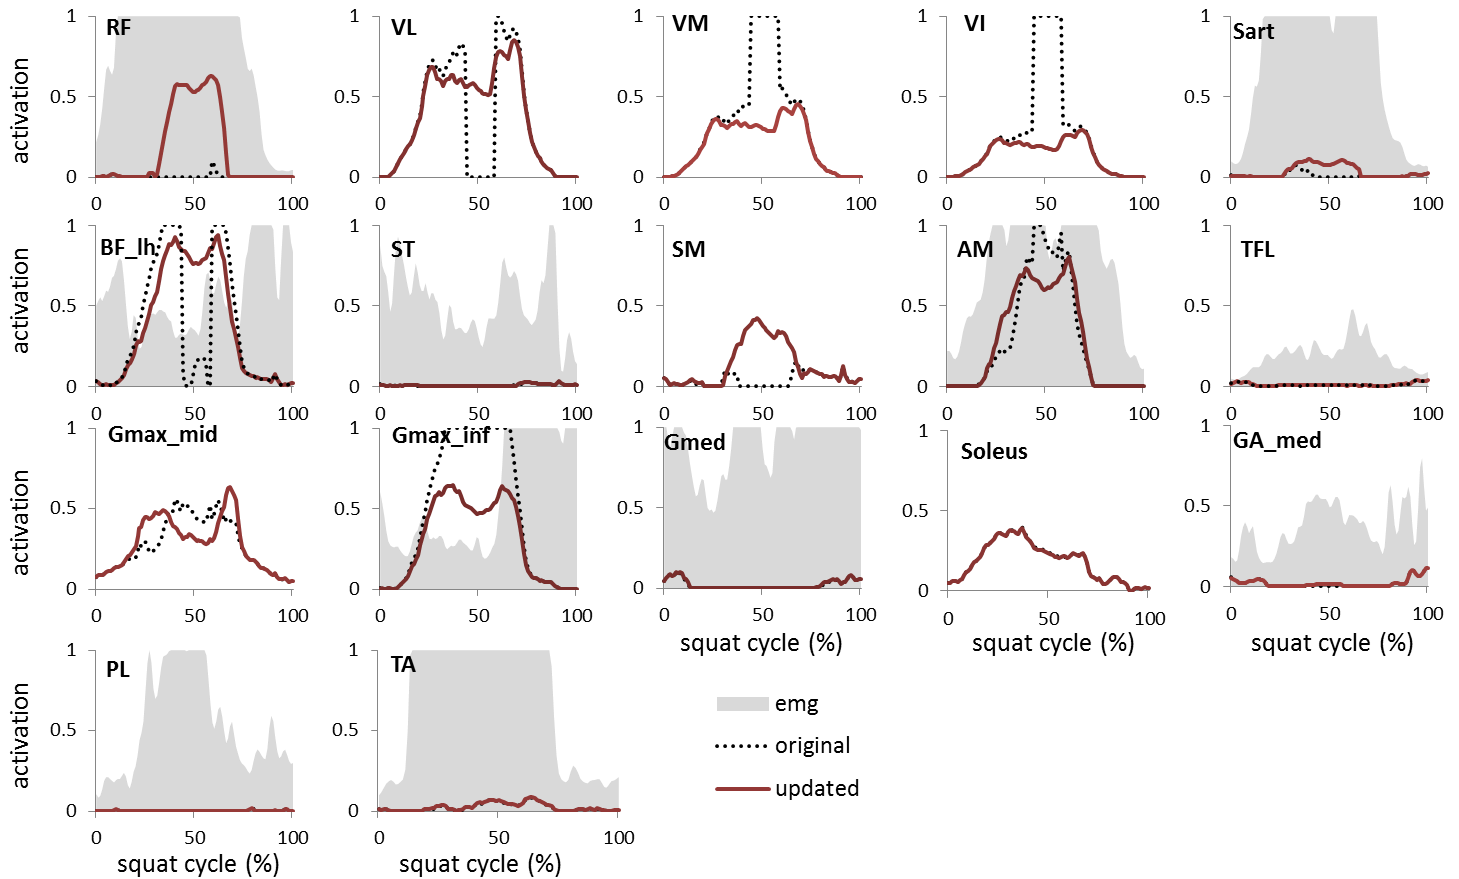 RF VL VM VI Sart
activation
1 0.5 0 0 50 100
1 0.5 0 0 50 100
1 0.5 0 0 50 100
1 0.5 0 0 50 100
1 0.5 0 0 50 100
BF_lh ST SM AM TFL
activation
1 0.5 0 0 50 100
1 0.5 0 0 50 100
1 0.5 0 0 50 100
1 0.5 0 0 50 100
1 0.5 0 0 50 100
Gmax_mid Gmax_inf Gmed Soleus GA_med
activation
1 0.5 0 0 50 100
1 0.5 0 0 50 100
1 0.5 0 0 50 100
1 0.5 0 0 50 100
1 0.5 0 0 50 100
squat cycle (%) squat cycle (%) squat cycle (%)
PL TA
activation
1 0.5 0 0 50 100
1 0.5 0 0 50 100
squat cycle (%) squat cycle (%)
emg
original
updated